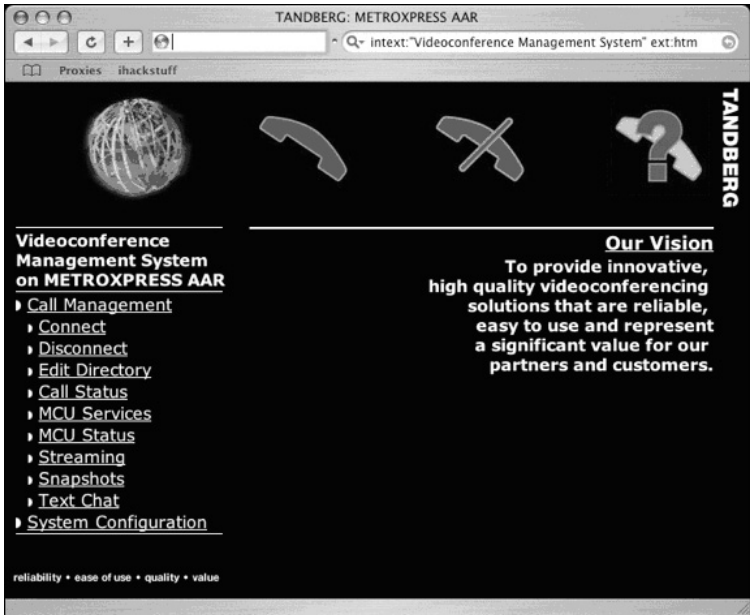 TANDBERG: METROXPRESS AAR
intext:"Videoconference Management System" ext:htm
Proxies ihackstuff
TANDBERG
Videoconference
Management System
on METROXPRESS AAR
Call Management
Connect
Disconnect
Edit Directory
Call Status
MCU Services
MCU Status
Streaming
Snapshots
Text Chat
System Configuration
reliability • ease of use • quality • value
Our Vision
To provide innovative,
high quality videoconferencing
solutions that are reliable,
easy to use and represent
a significant value for our
partners and customers.